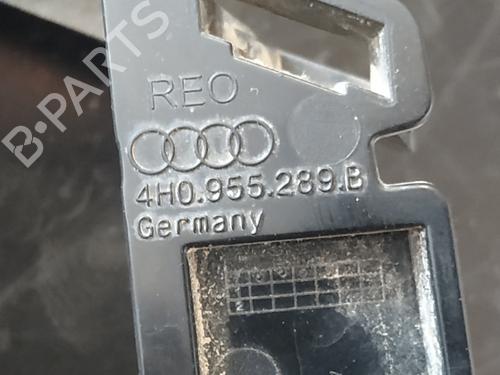 B-PARTS
REO
4H0.955.289.B
Germany